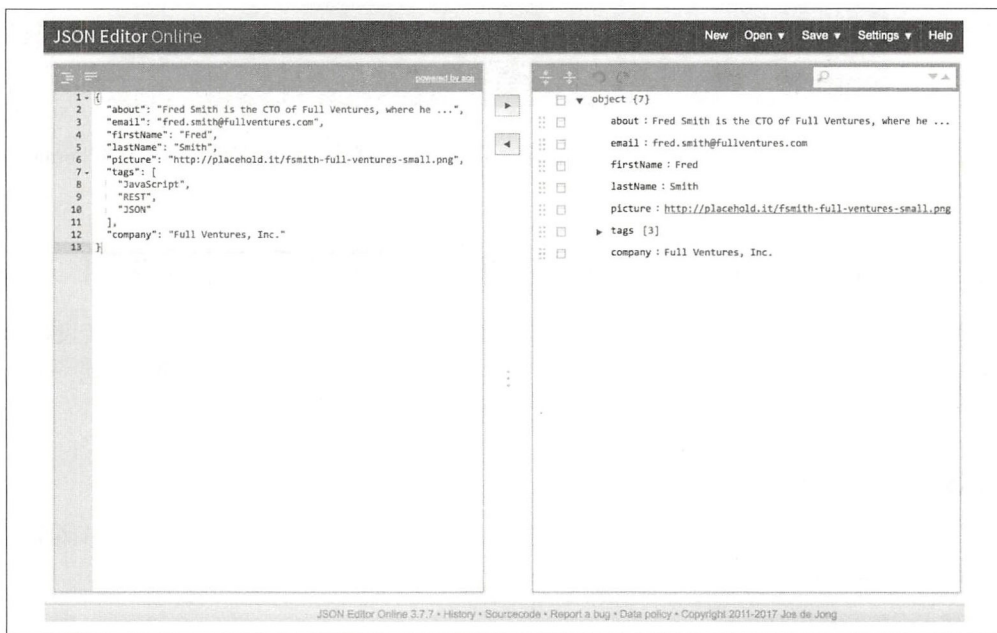 JSON Editor Online
New Open ▼ Save ▼ Settings ▼ Help
powered by ace
1 {
2 "about": "Fred Smith is the CTO of Full Ventures, where he ...",
3 "email": "fred.smith@fullventures.com",
4 "firstName": "Fred",
5 "lastName": "Smith",
6 "picture": "http://placehold.it/fsmith-full-ventures-small.png",
7 "tags": [
8 "JavaScript",
9 "REST",
10 "JSON"
11 ],
12 "company": "Full Ventures, Inc."
13 }
▼ object {7}
about : Fred Smith is the CTO of Full Ventures, where he ...
email : fred.smith@fullventures.com
firstName : Fred
lastName : Smith
picture : http://placehold.it/fsmith-full-ventures-small.png
▶ tags [3]
company : Full Ventures, Inc.
JSON Editor Online 3.7.7 • History • Sourcecode • Report a bug • Data policy • Copyright 2011-2017 Jos de Jong